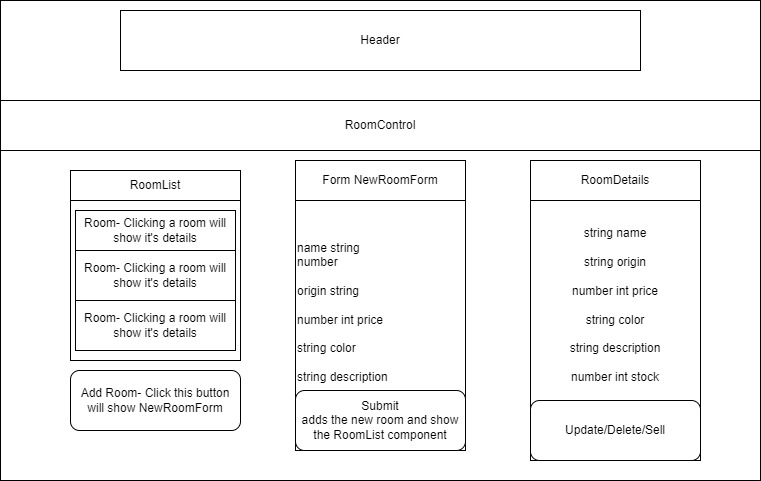 Header
RoomControl
RoomList
Room- Clicking a room will
show it's details
Room- Clicking a room will
show it's details
Room- Clicking a room will
show it's details
Add Room- Click this button
will show NewRoomForm
Form NewRoomForm
name string
number
origin string
number int price
string color
string description
Submit
adds the new room and show
the RoomList component
RoomDetails
string name
string origin
number int price
string color
string description
number int stock
Update/Delete/Sell